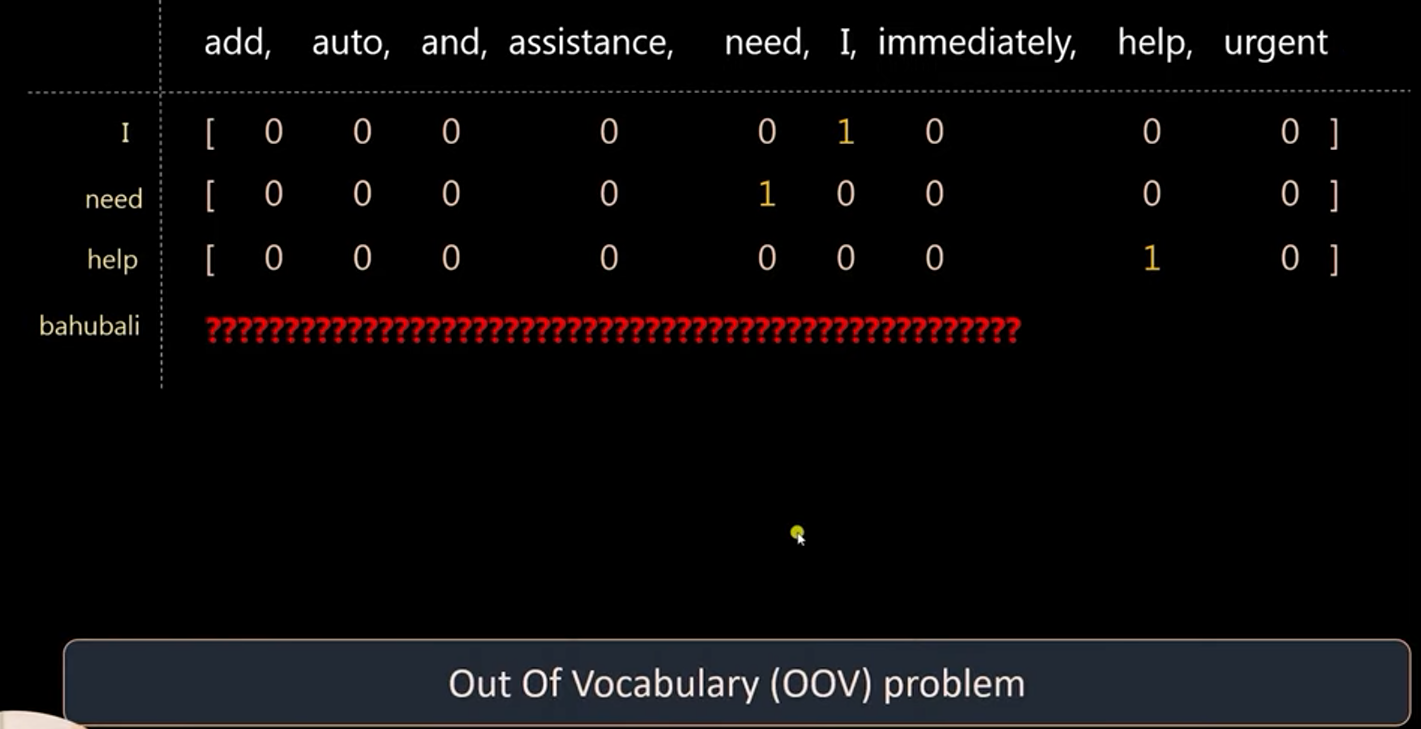 add, auto, and, assistance, need, I, immediately, help, urgent
I [ 0 0 0 0 0 1 0 0 0 ]
need [ 0 0 0 0 1 0 0 0 0 ]
help [ 0 0 0 0 0 0 0 1 0 ]
bahubali ????????????????????????????????????????????????????
Out Of Vocabulary (OOV) problem